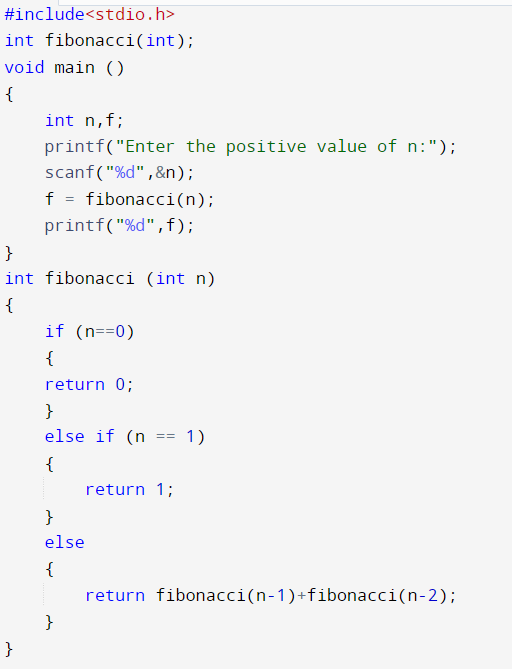 #include<stdio.h>
int fibonacci(int);
void main ()
{
    int n,f;
    printf("Enter the positive value of n:");
    scanf("%d",&n);
    f = fibonacci(n);
    printf("%d",f);
}
int fibonacci (int n)
{
    if (n==0)
    {
    return 0;
    }
    else if (n == 1)
    {
        return 1;
    }
    else
    {
        return fibonacci(n-1)+fibonacci(n-2);
    }
}